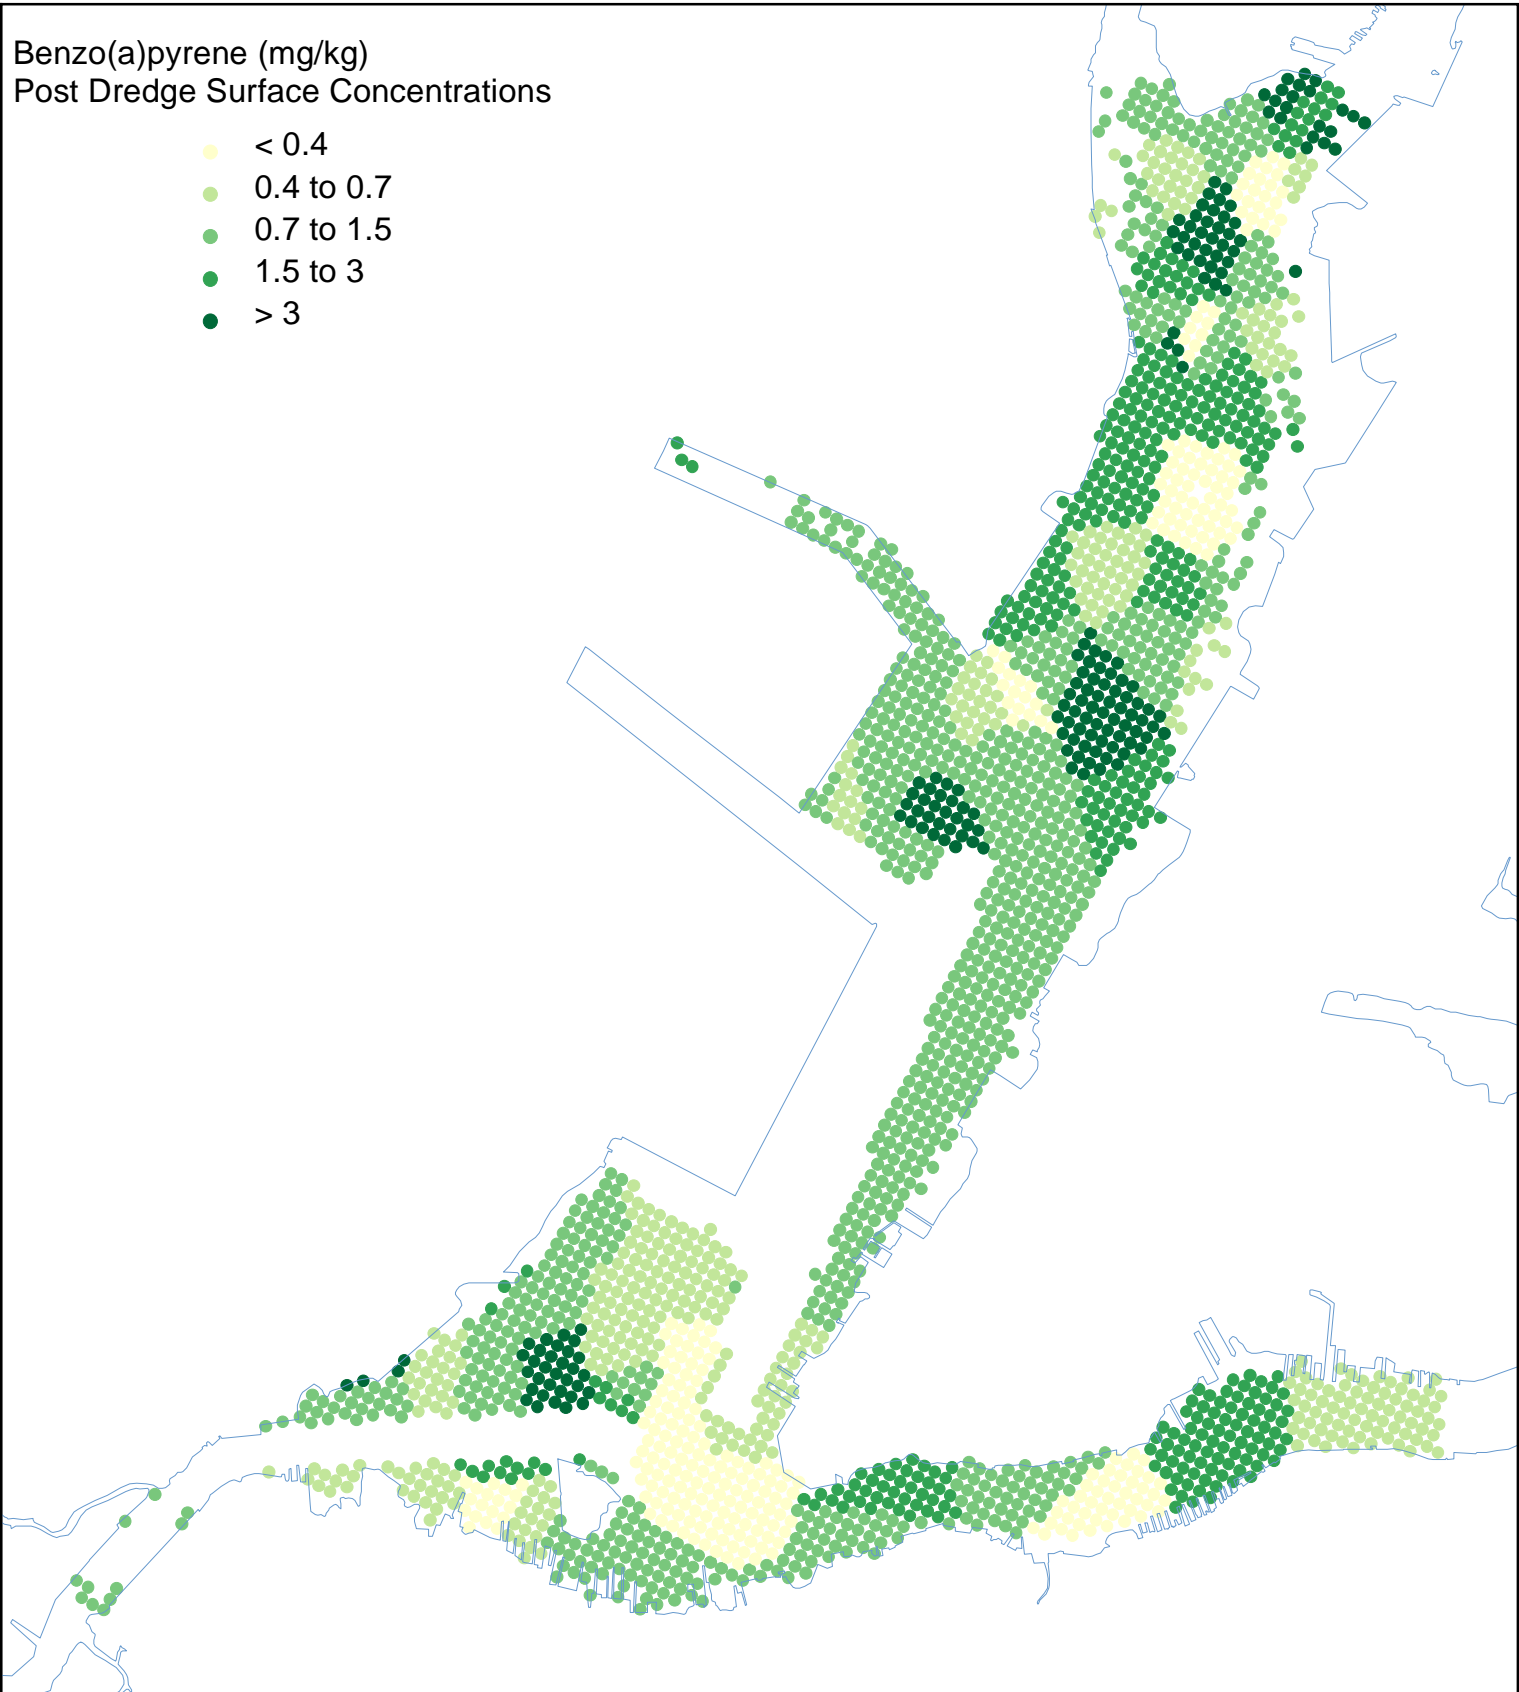 Benzo(a)pyrene (mg/kg)
Post Dredge Surface Concentrations
< 0.4
0.4 to 0.7
0.7 to 1.5
1.5 to 3
> 3